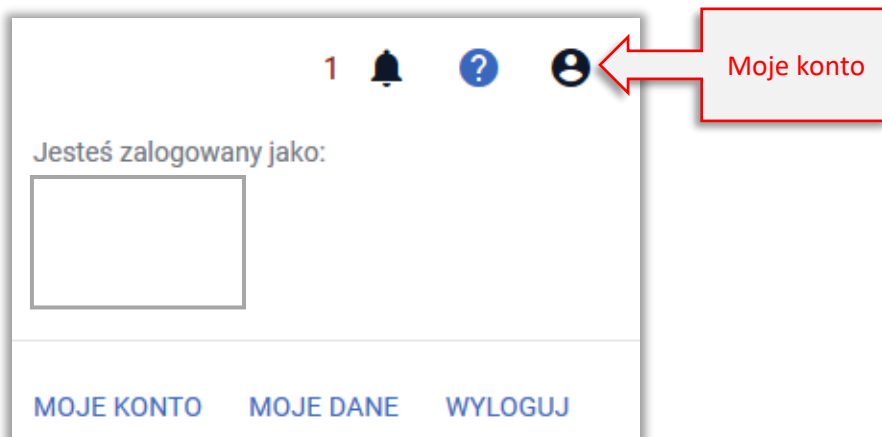 1 ?
Moje konto
Jesteś zalogowany jako:
MOJE KONTO MOJE DANE WYLOGUJ